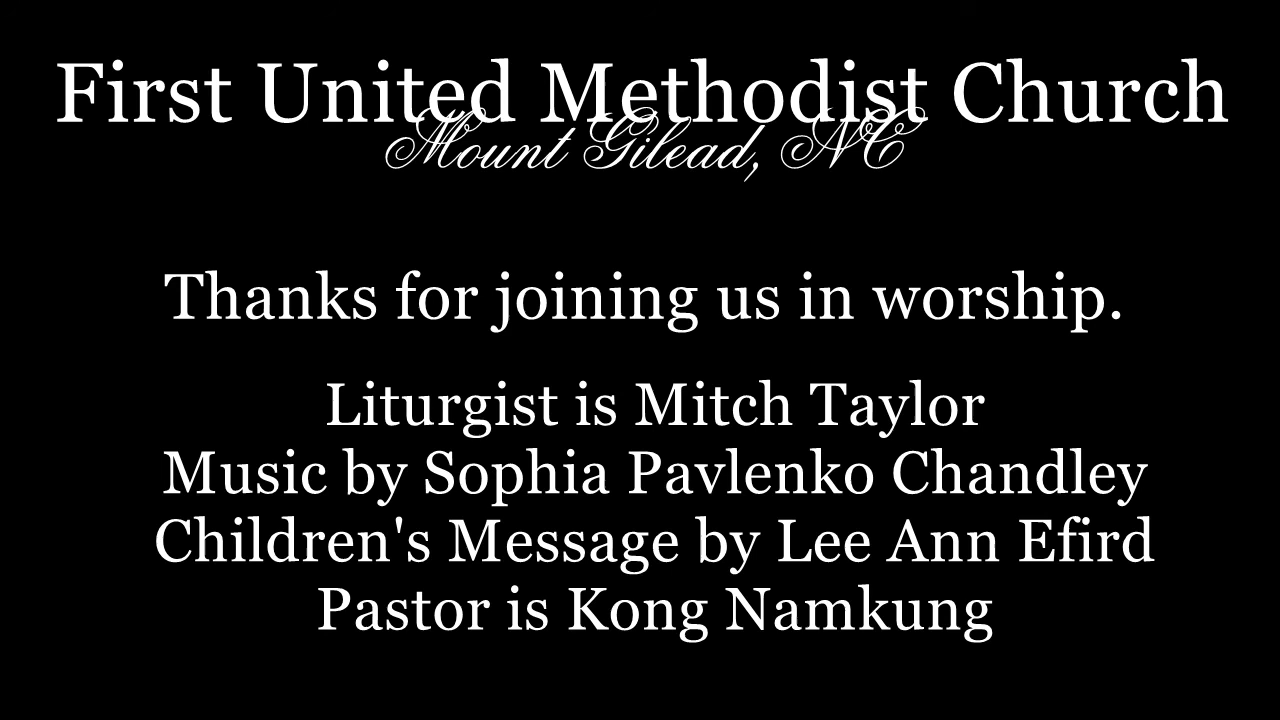 First United Methodist Church
Mount Gilead, NC
Thanks for joining us in worship.
Liturgist is Mitch Taylor
Music by Sophia Pavlenko Chandley
Children's Message by Lee Ann Efird
Pastor is Kong Namkung